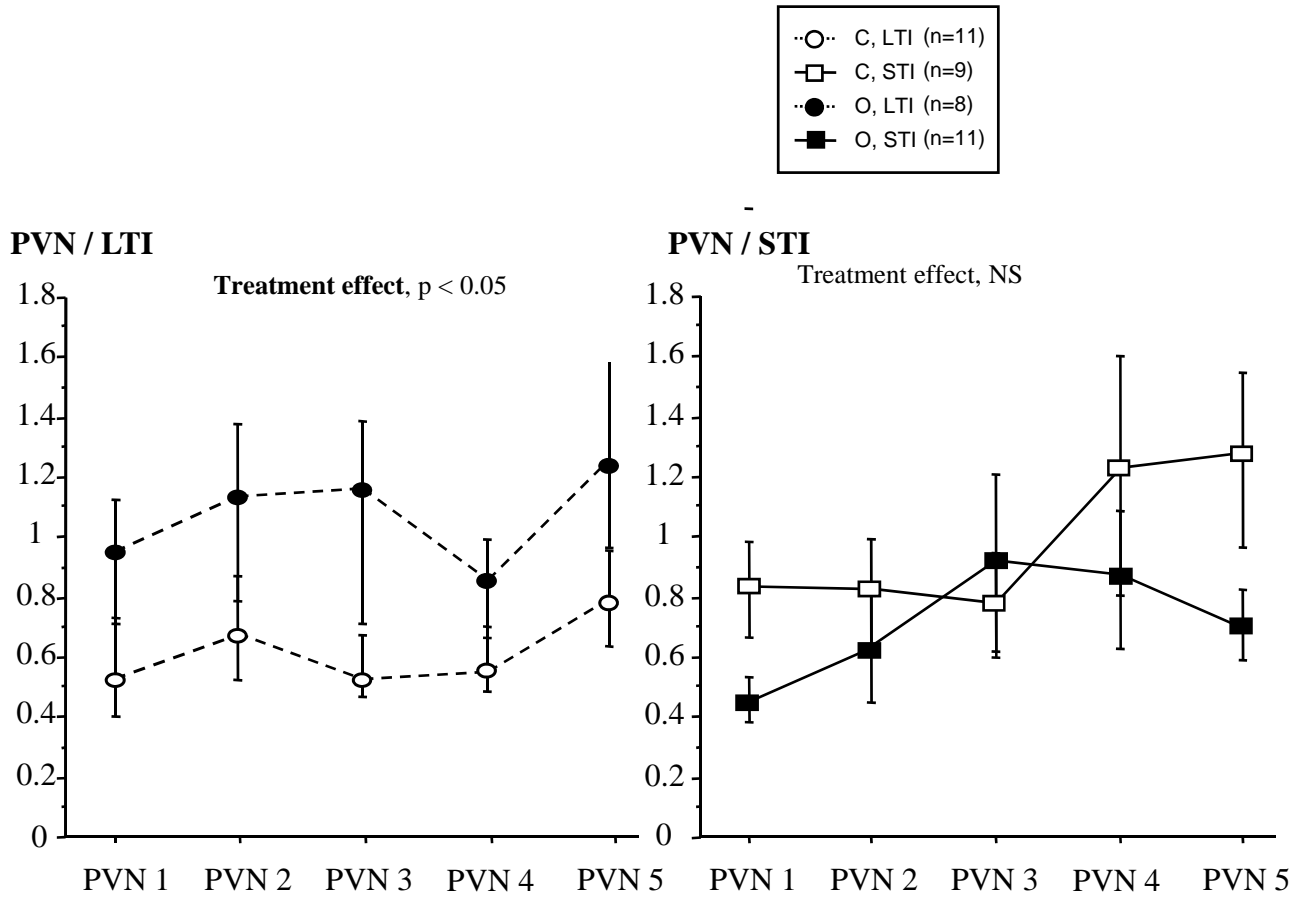 C, LTI (n=11)
C, STI (n=9)
O, LTI (n=8)
O, STI (n=11)
-
PVN / LTI
Treatment effect, p < 0.05
1.8
1.6
1.4
1.2
1
0.8
0.6
0.4
0.2
0
PVN 1 PVN 2 PVN 3 PVN 4 PVN 5
PVN / STI
Treatment effect, NS
1.8
1.6
1.4
1.2
1
0.8
0.6
0.4
0.2
0
PVN 1 PVN 2 PVN 3 PVN 4 PVN 5